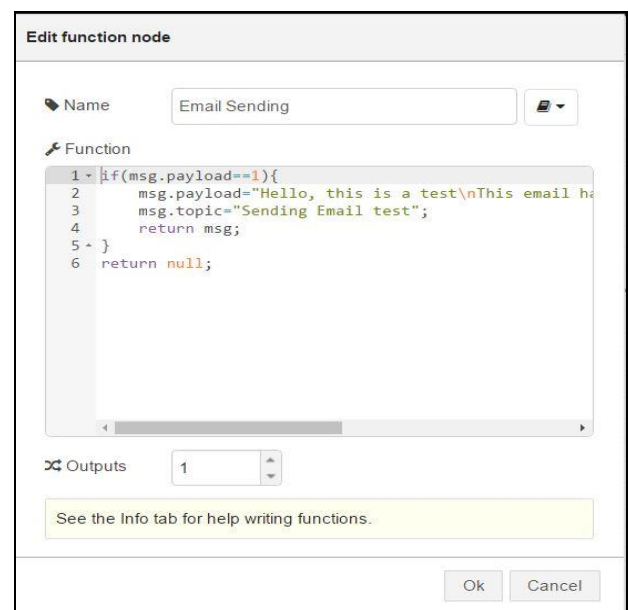 Edit function node
Name Email Sending
Function
1 if(msg.payload==1){
2 msg.payload="Hello, this is a test\nThis email ha
3 msg.topic="Sending Email test";
4 return msg;
5 }
6 return null;
Outputs 1
See the Info tab for help writing functions.
Ok Cancel